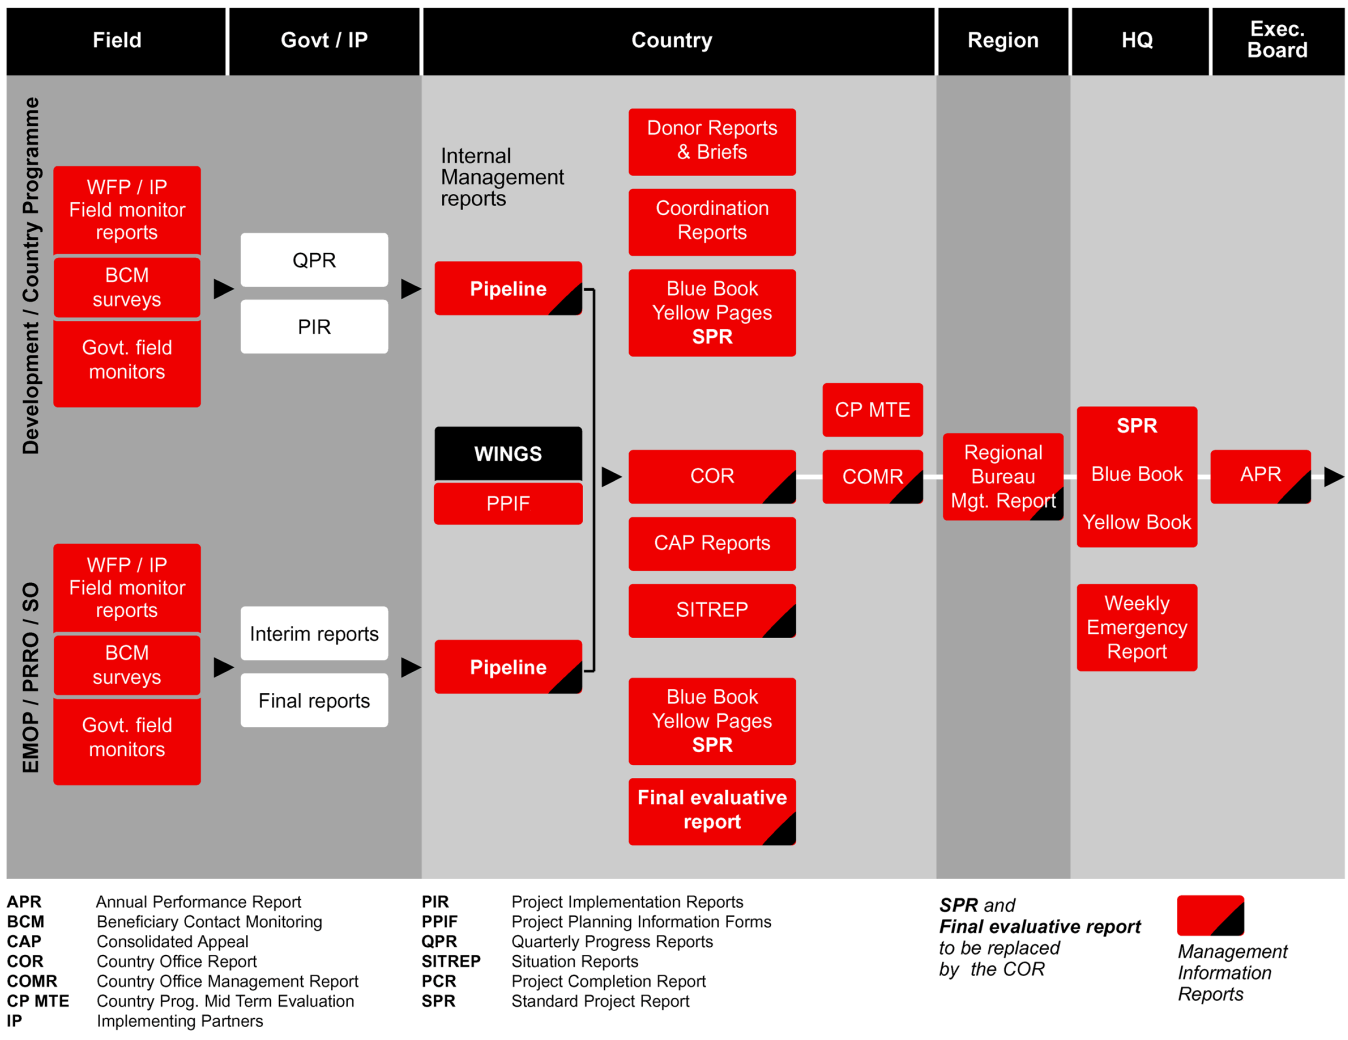 Field
Govt / IP
Country
Region
HQ
Exec.
Board
Development / Country Programme
WFP / IP
Field monitor
reports
BCM
surveys
Govt. field
monitors
QPR
PIR
Internal
Management
reports
Pipeline
WINGS
PPIF
Donor Reports
& Briefs
Coordination
Reports
Blue Book
Yellow Pages
SPR
CP MTE
COR
COMR
Regional
Bureau
Mgt. Report
SPR
Blue Book
Yellow Book
APR
CAP Reports
SITREP
Weekly
Emergency
Report
EMOP / PRRO / SO
WFP / IP
Field monitor
reports
BCM
surveys
Govt. field
monitors
Interim reports
Final reports
Pipeline
Blue Book
Yellow Pages
SPR
Final evaluative
report
APR Annual Performance Report
BCM Beneficiary Contact Monitoring
CAP Consolidated Appeal
COR Country Office Report
COMR Country Office Management Report
CP MTE Country Prog. Mid Term Evaluation
IP Implementing Partners
PIR Project Implementation Reports
PPIF Project Planning Information Forms
QPR Quarterly Progress Reports
SITREP Situation Reports
PCR Project Completion Report
SPR Standard Project Report
SPR and
Final evaluative report
to be replaced
by the COR
Management
Information
Reports